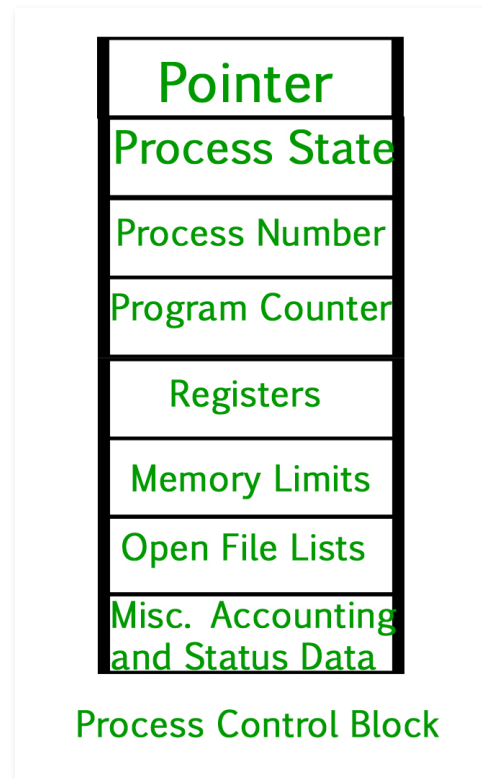 Pointer
Process State
Process Number
Program Counter
Registers
Memory Limits
Open File Lists
Misc. Accounting
and Status Data
Process Control Block